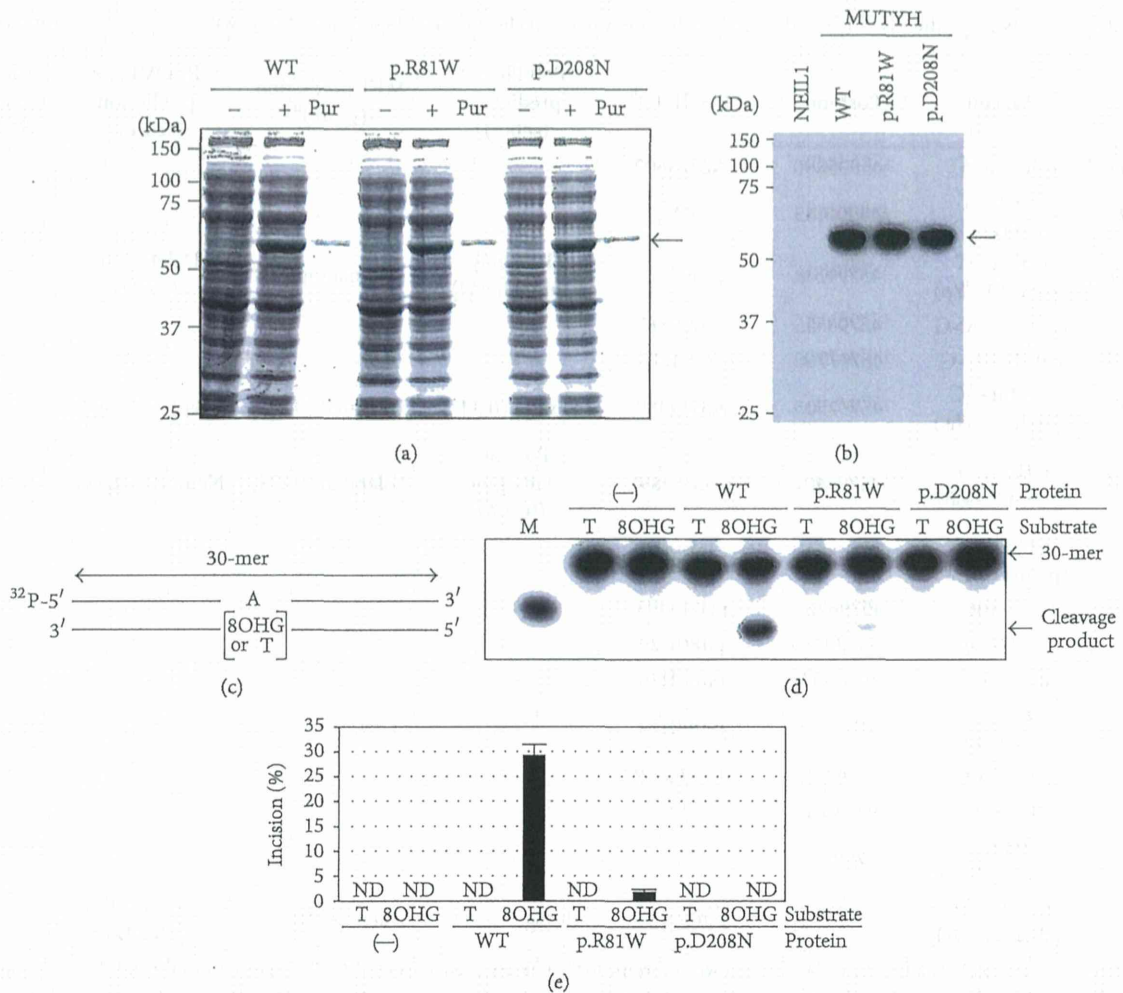 WT p.R81W p.D208N
– + Pur – + Pur – + Pur
(kDa)
150
100
75
50
37
25
(a)
MUTYH
NEIL1 WT p.R81W p.D208N
(kDa)
150
100
75
50
37
25
(b)
30-mer
32P-5′ A 3′
3′ 8OHG 5′
or T
(c)
(—) WT p.R81W p.D208N Protein
M T 8OHG T 8OHG T 8OHG T 8OHG Substrate
30-mer
Cleavage
product
(d)
Incision (%)
35
30
25
20
15
10
5
0
ND ND ND ND ND ND
T 8OHG T 8OHG T 8OHG T 8OHG Substrate
(—) WT p.R81W p.D208N Protein
(e)